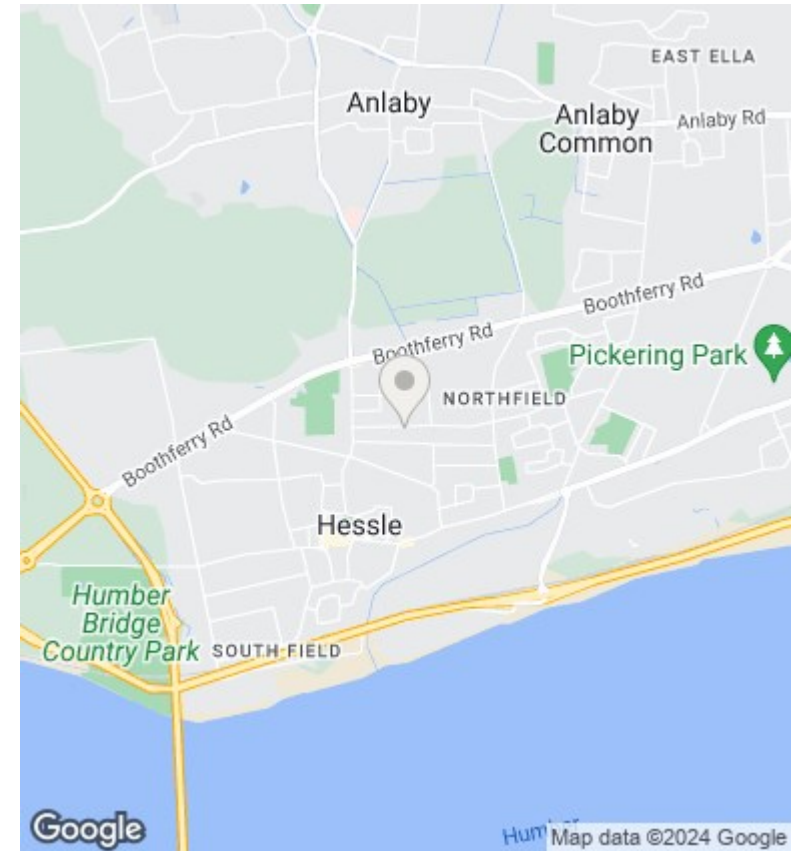 EAST ELLA
Anlaby
Anlaby
Common
Anlaby Rd
Boothferry Rd
Boothferry Rd
Pickering Park
NORTHFIELD
Boothferry Rd
Hessle
Humber
Bridge
Country Park
SOUTH FIELD
Google
Humber
Map data ©2024 Google